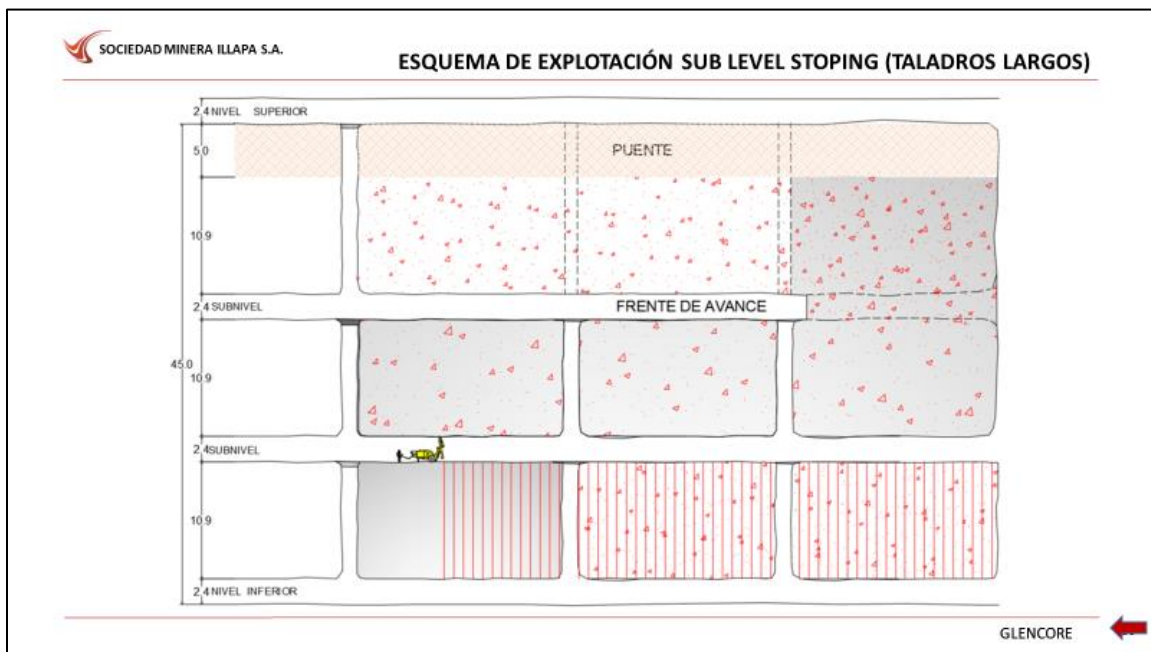 SOCIEDAD MINERA ILLAPA S.A.
ESQUEMA DE EXPLOTACIÓN SUB LEVEL STOPING (TALADROS LARGOS)
2,4 NIVEL SUPERIOR
5,0
PUENTE
10,9
2,4 SUBNIVEL
FRENTE DE AVANCE
45,0
10,9
2,4 SUBNIVEL
10,9
2,4 NIVEL INFERIOR
GLENCORE